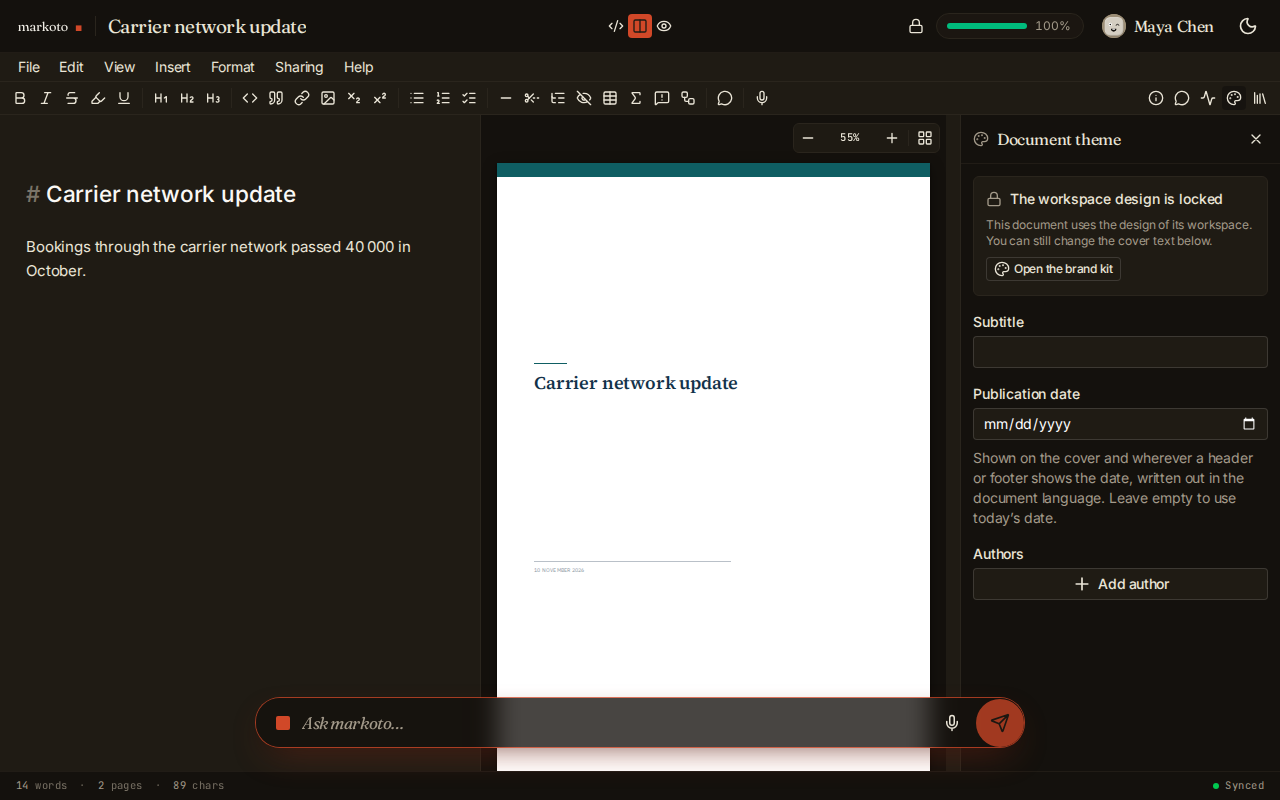 markoto
Carrier network update
100%
Maya Chen
File Edit View Insert Format Sharing Help
H1 H2 H3
55%
Document theme
# Carrier network update
Bookings through the carrier network passed 40 000 in
October.
Carrier network update
10 NOVEMBER 2026
The workspace design is locked
This document uses the design of its workspace.
You can still change the cover text below.
Open the brand kit
Subtitle
Publication date
mm/dd/yyyy
Shown on the cover and wherever a header
or footer shows the date, written out in the
document language. Leave empty to use
today's date.
Authors
Add author
Ask markoto...
14 words · 2 pages · 89 chars
Synced